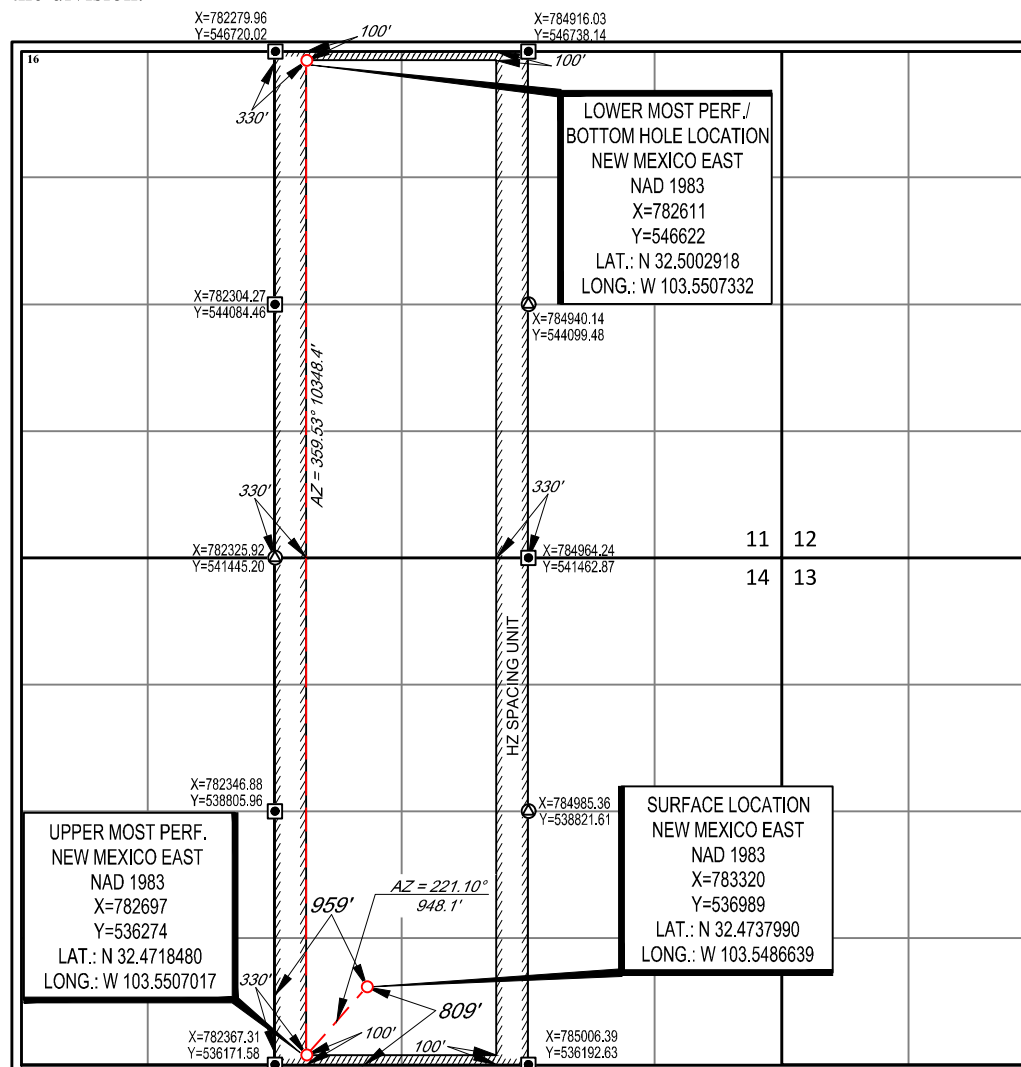 the division.
X=782279.96
Y=546720.02
100'
X=784916.03
Y=546738.14
16
100'
330'
LOWER MOST PERF./
BOTTOM HOLE LOCATION
NEW MEXICO EAST
NAD 1983
X=782611
Y=546622
LAT.: N 32.5002918
LONG.: W 103.5507332
X=782304.27
Y=544084.46
X=784940.14
Y=544099.48
AZ = 359.53° 10348.4'
330'
330'
X=782325.92
Y=541445.20
X=784964.24
Y=541462.87
11
12
14
13
HZ SPACING UNIT
X=782346.88
Y=538805.96
X=784985.36
Y=538821.61
UPPER MOST PERF.
NEW MEXICO EAST
NAD 1983
X=782697
Y=536274
LAT.: N 32.4718480
LONG.: W 103.5507017
SURFACE LOCATION
NEW MEXICO EAST
NAD 1983
X=783320
Y=536989
LAT.: N 32.4737990
LONG.: W 103.5486639
AZ = 221.10°
948.1'
959'
330'
809'
100'
100'
X=782367.31
Y=536171.58
X=785006.39
Y=536192.63